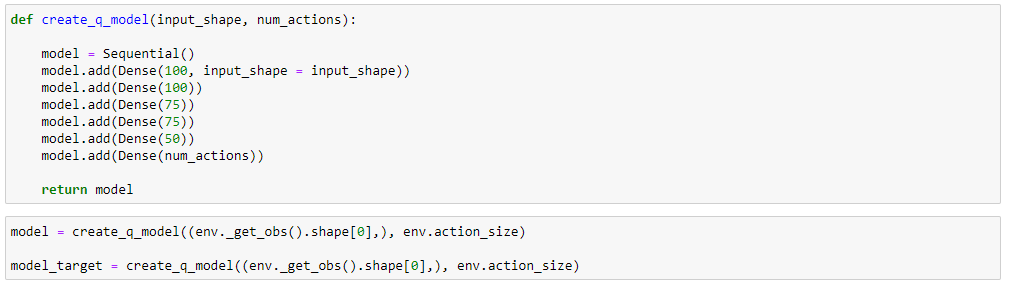 def create_q_model(input_shape, num_actions):
    model = Sequential()
    model.add(Dense(100, input_shape = input_shape))
    model.add(Dense(100))
    model.add(Dense(75))
    model.add(Dense(75))
    model.add(Dense(50))
    model.add(Dense(num_actions))
    return model
model = create_q_model((env._get_obs().shape[0],), env.action_size)
model_target = create_q_model((env._get_obs().shape[0],), env.action_size)